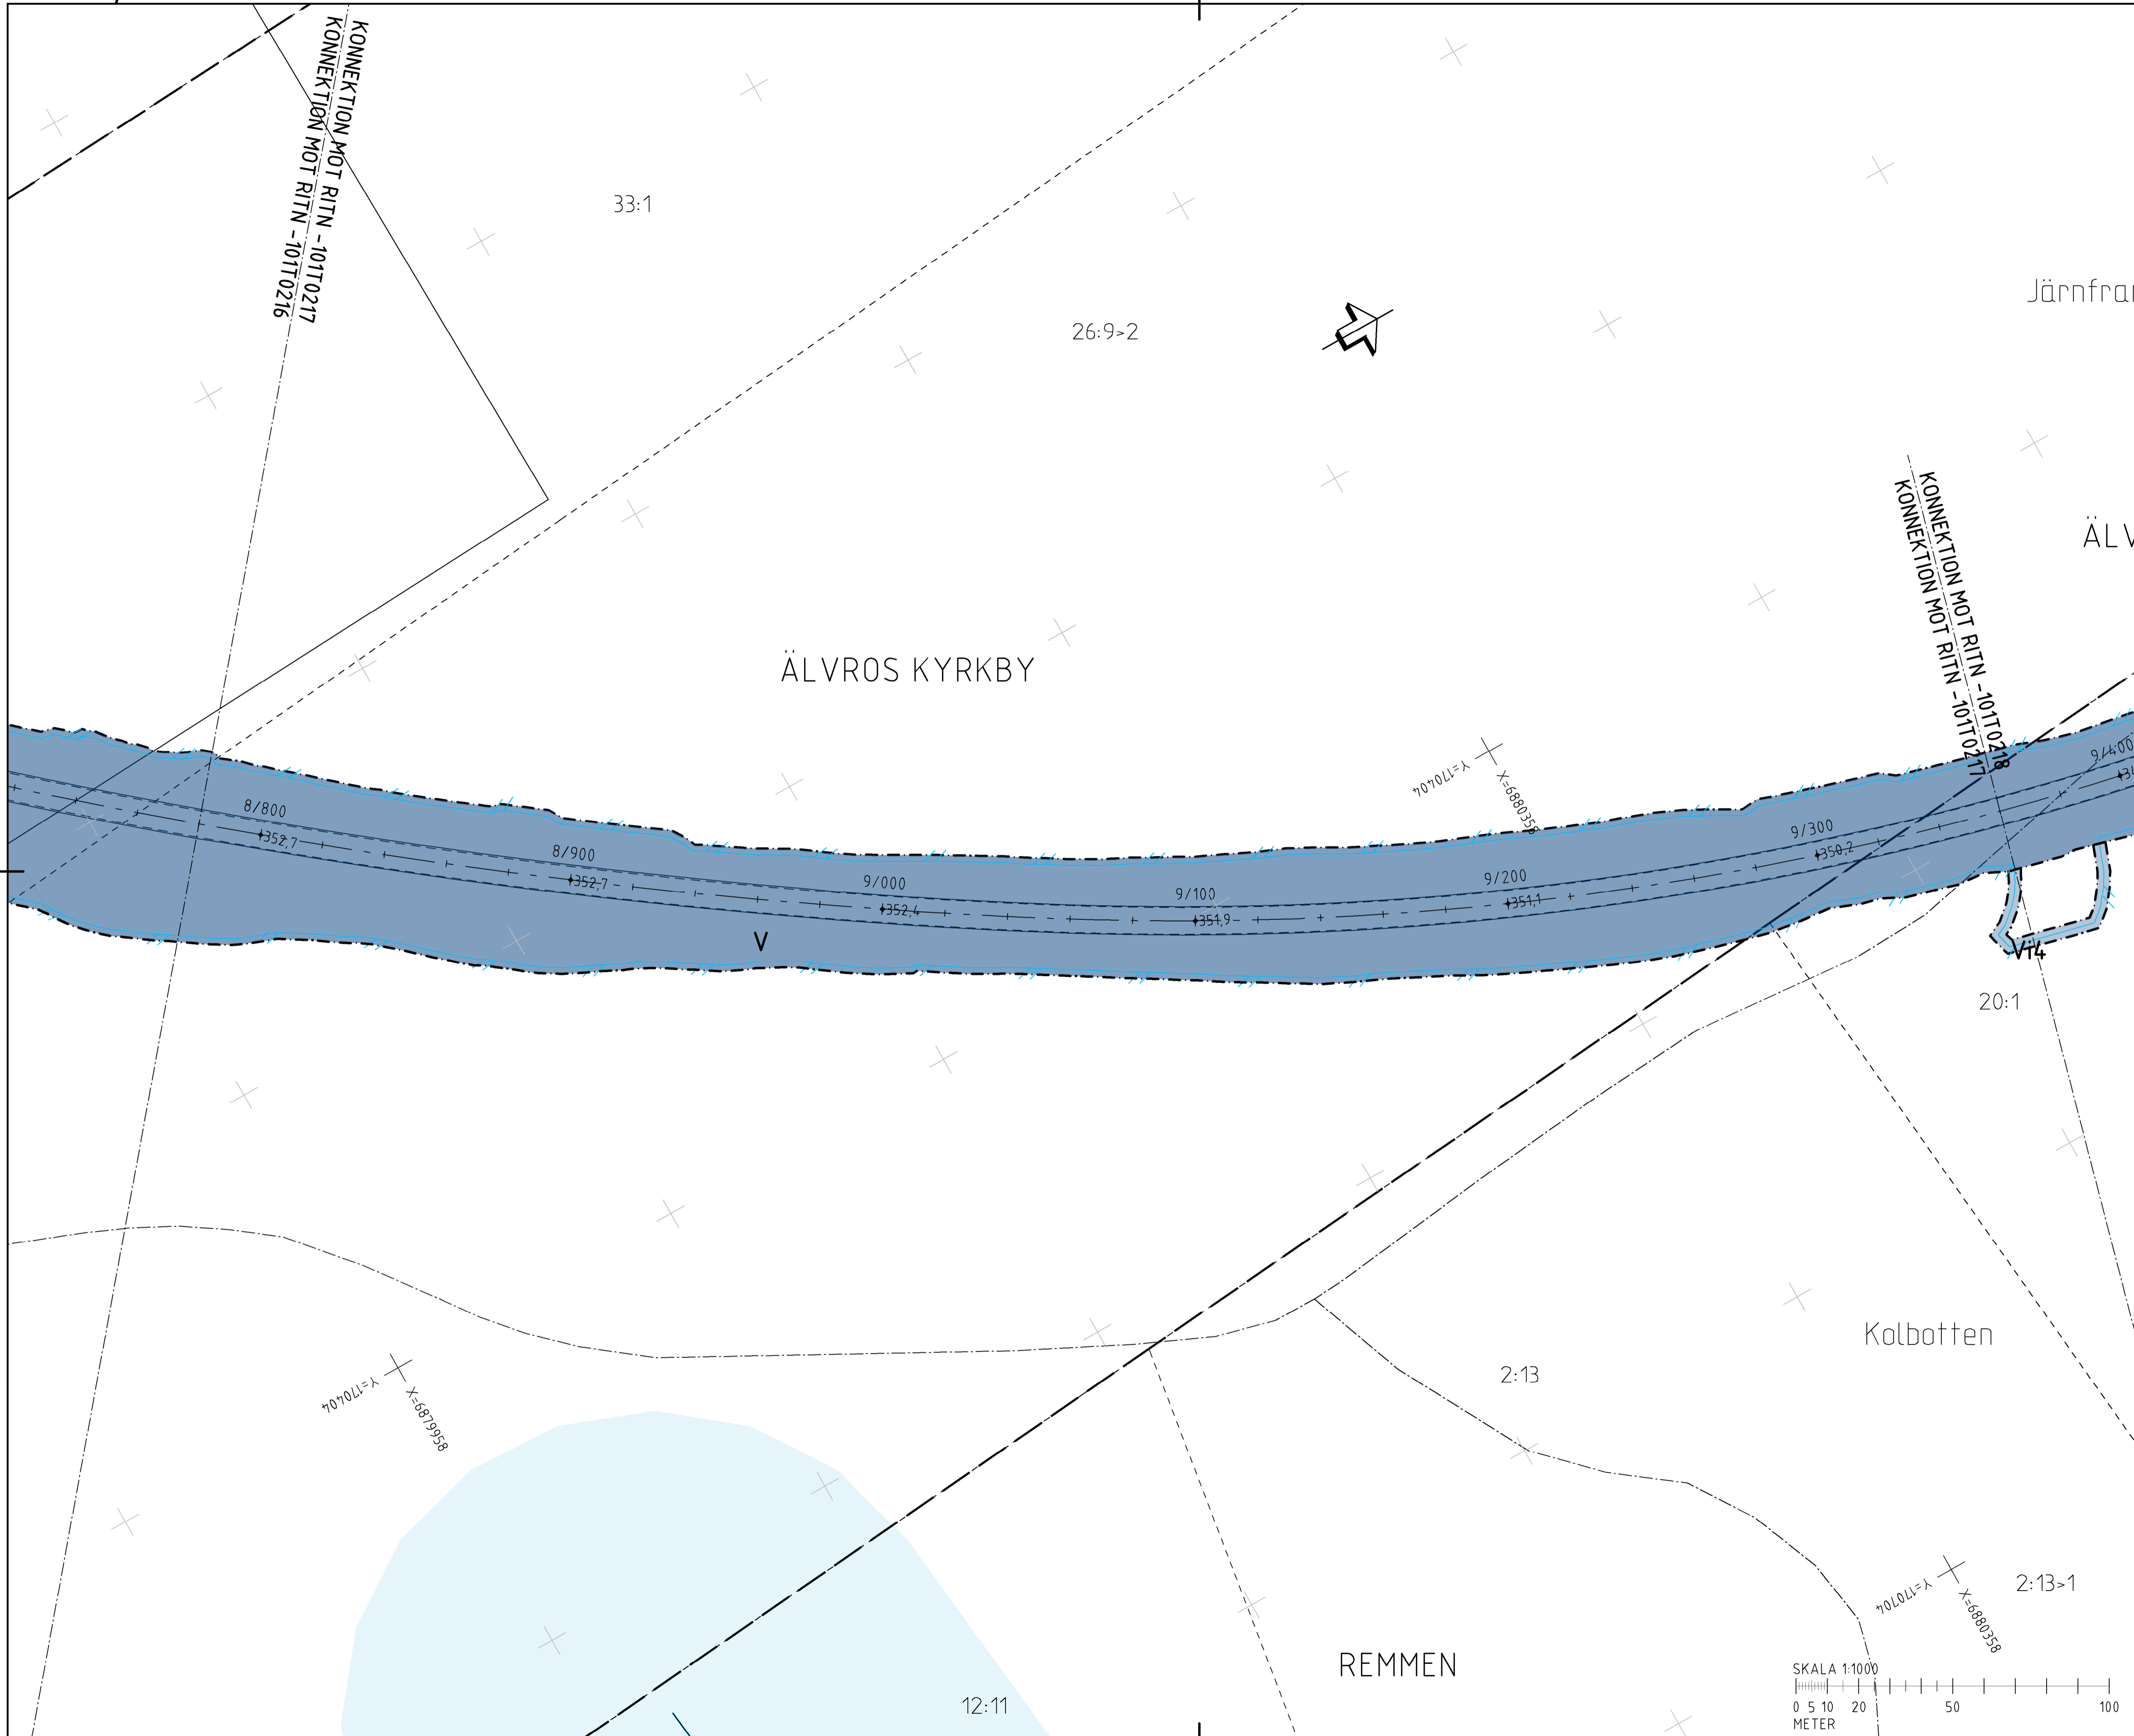 KONNEKTION MOT RITN -101T0217
KONNEKTION MOT RITN -101T0216
33:1
26:9>2
ÄLVROS KYRKBY
KONNEKTION MOT RITN -101T0218
KONNEKTION MOT RITN -101T0217
Y=170404
X=6880358
8/800
352,7
8/900
352,7
9/000
352,4
9/100
351,9
9/200
351,1
9/300
350,2
9/400
V
Vi4
20:1
Kolbotten
2:13
Y=170404
X=6879958
2:13>1
Y=170704
X=6880358
REMMEN
12:11
SKALA 1:1000
0 5 10 20 50 100
METER